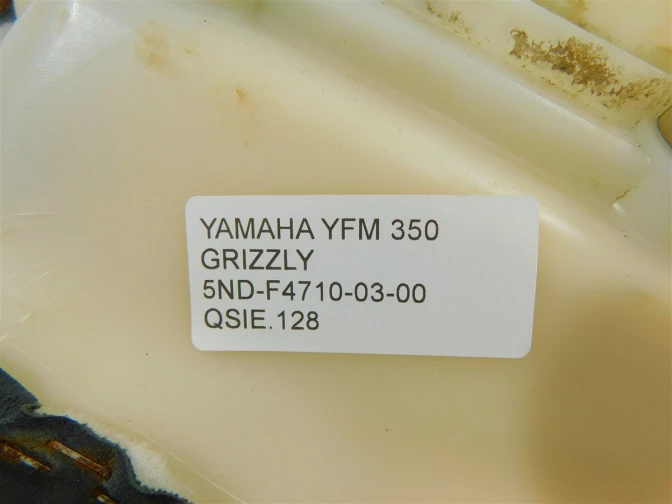 YAMAHA YFM 350
GRIZZLY
5ND-F4710-03-00
QSIE.128